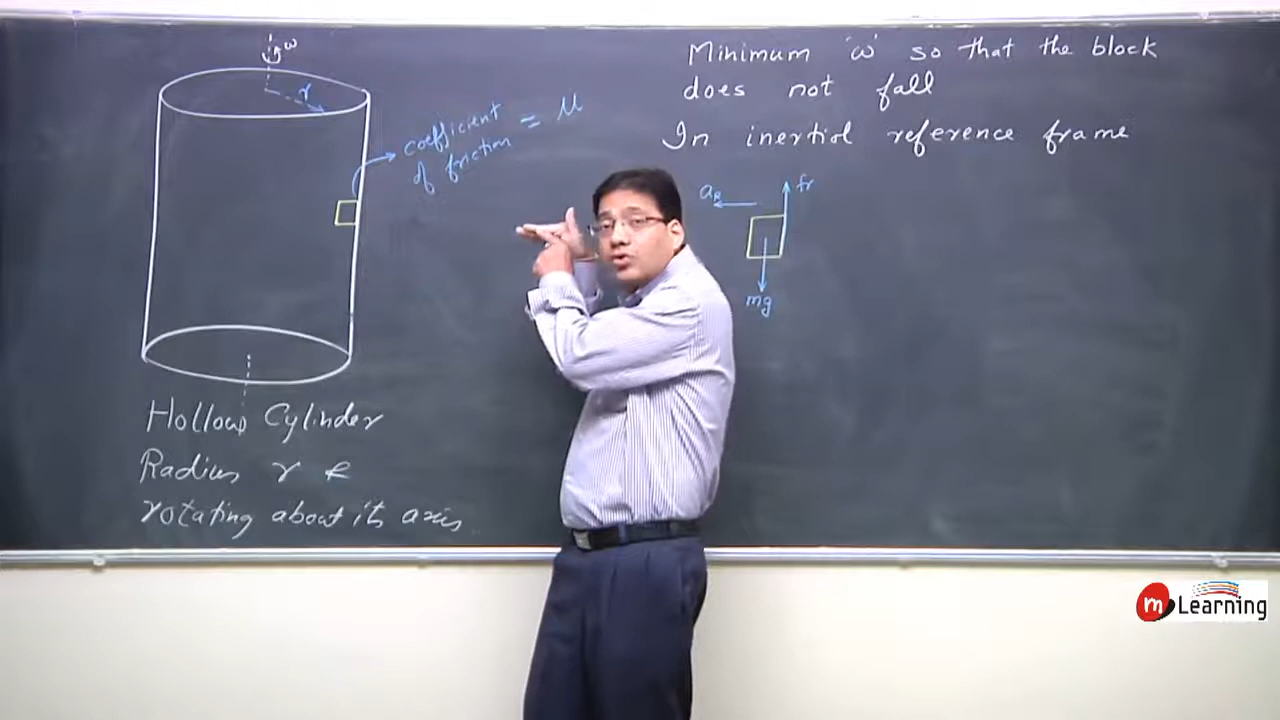 ω
r
coefficient
of friction = μ
Hollow Cylinder
Radius r &
rotating about its axis
Minimum 'ω' so that the block
does not fall
In inertial reference frame
aR
fr
mg
m Learning